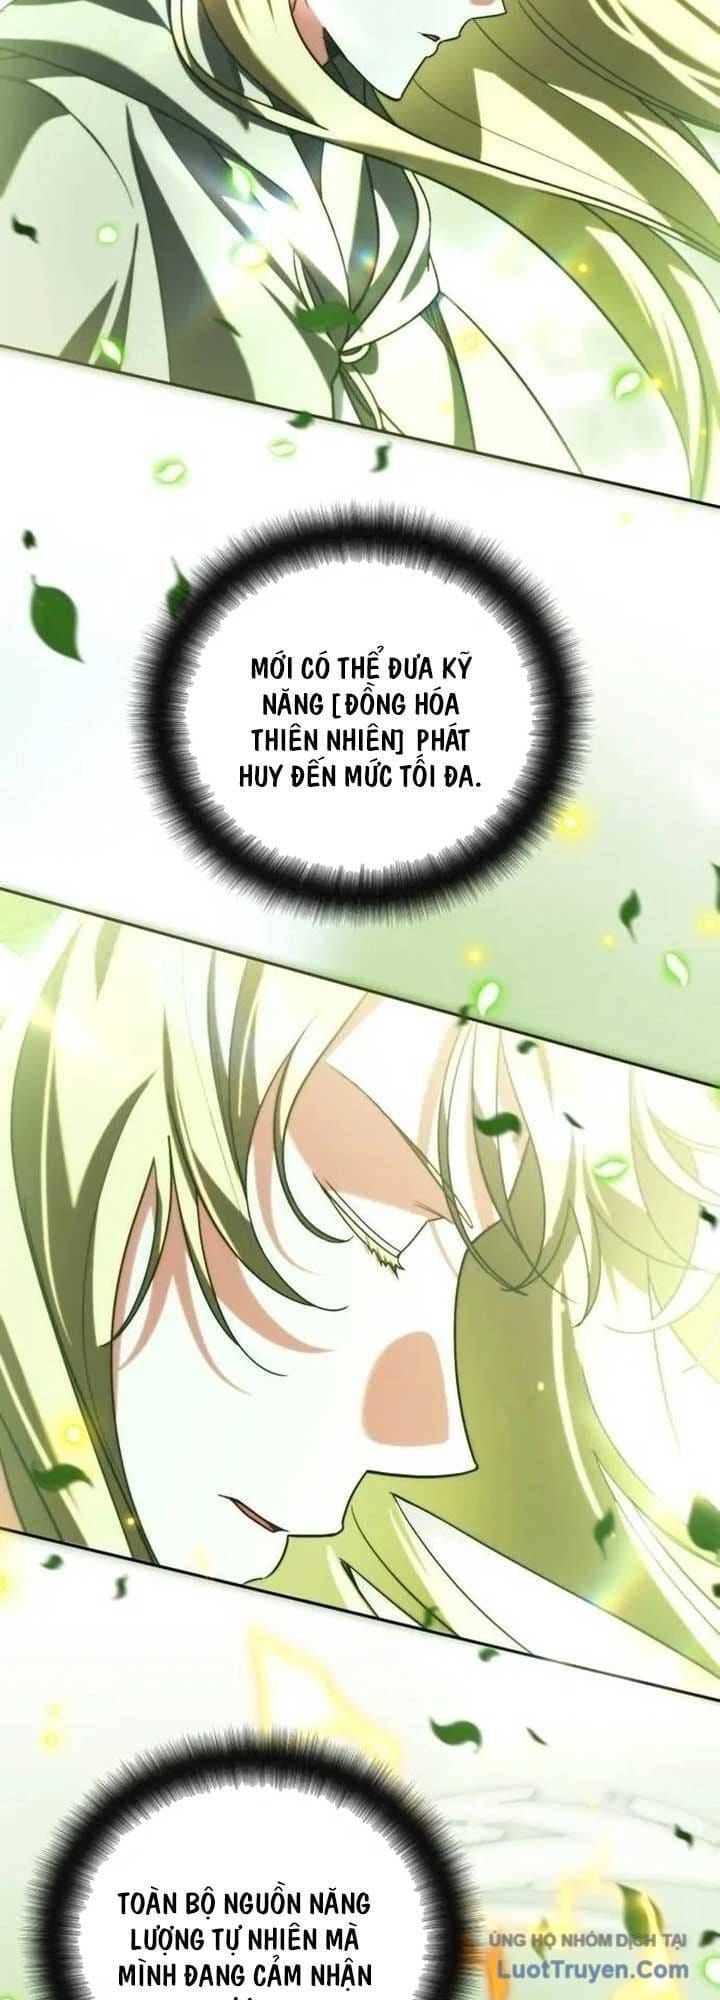 MỚI CÓ THỂ ĐƯA KỸ
NĂNG [ĐỒNG HÓA
THIÊN NHIÊN] PHÁT
HUY ĐẾN MỨC TỐI ĐA.
TOÀN BỘ NGUỒN NĂNG
LƯỢNG TỰ NHIÊN MÀ
MÌNH ĐANG CẢM NHẬN
ỦNG HỘ NHÓM DỊCH TẠI
LuotTruyen.Com